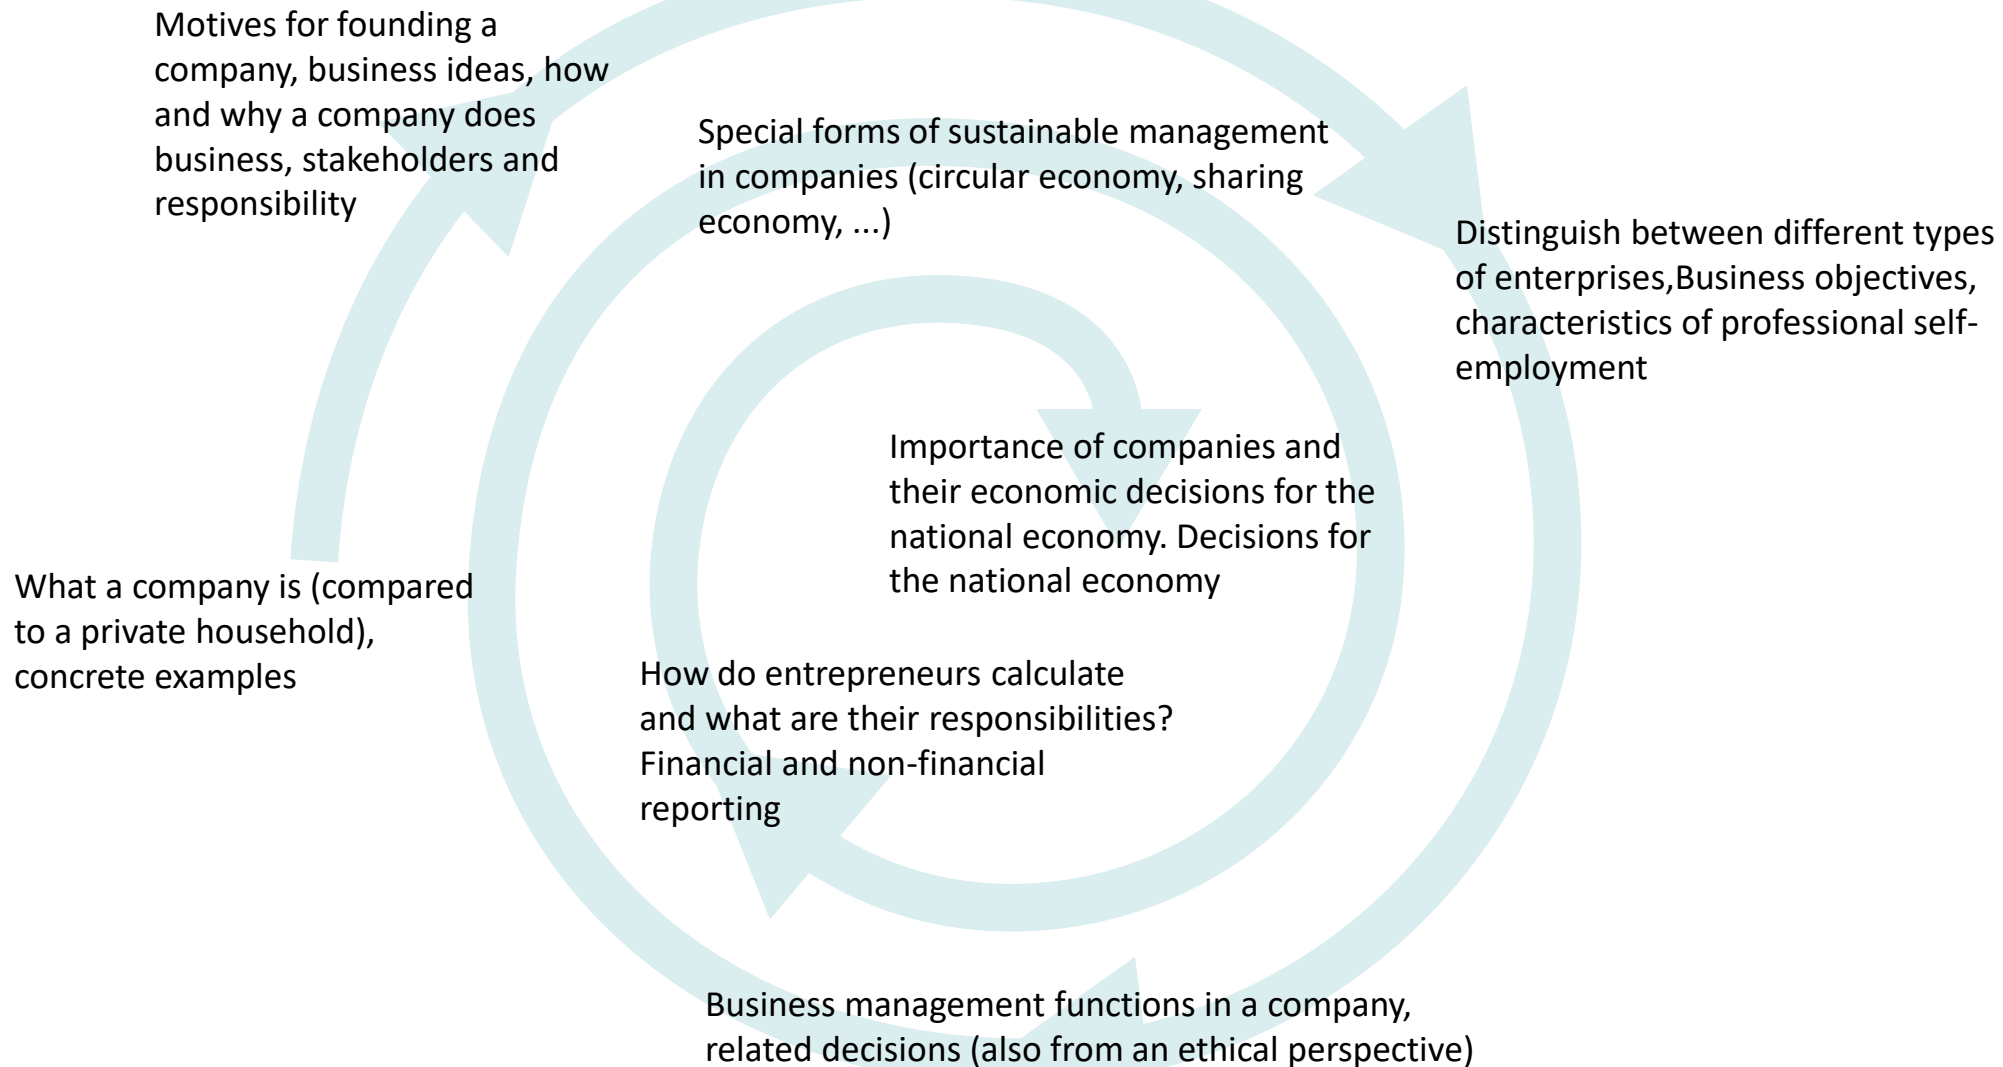 Motives for founding a
company, business ideas, how
and why a company does
business, stakeholders and
responsibility
Special forms of sustainable management
in companies (circular economy, sharing
economy, ...)
Distinguish between different types
of enterprises,Business objectives,
characteristics of professional self-
employment
Importance of companies and
their economic decisions for the
national economy. Decisions for
the national economy
What a company is (compared
to a private household),
concrete examples
How do entrepreneurs calculate
and what are their responsibilities?
Financial and non-financial
reporting
Business management functions in a company,
related decisions (also from an ethical perspective)